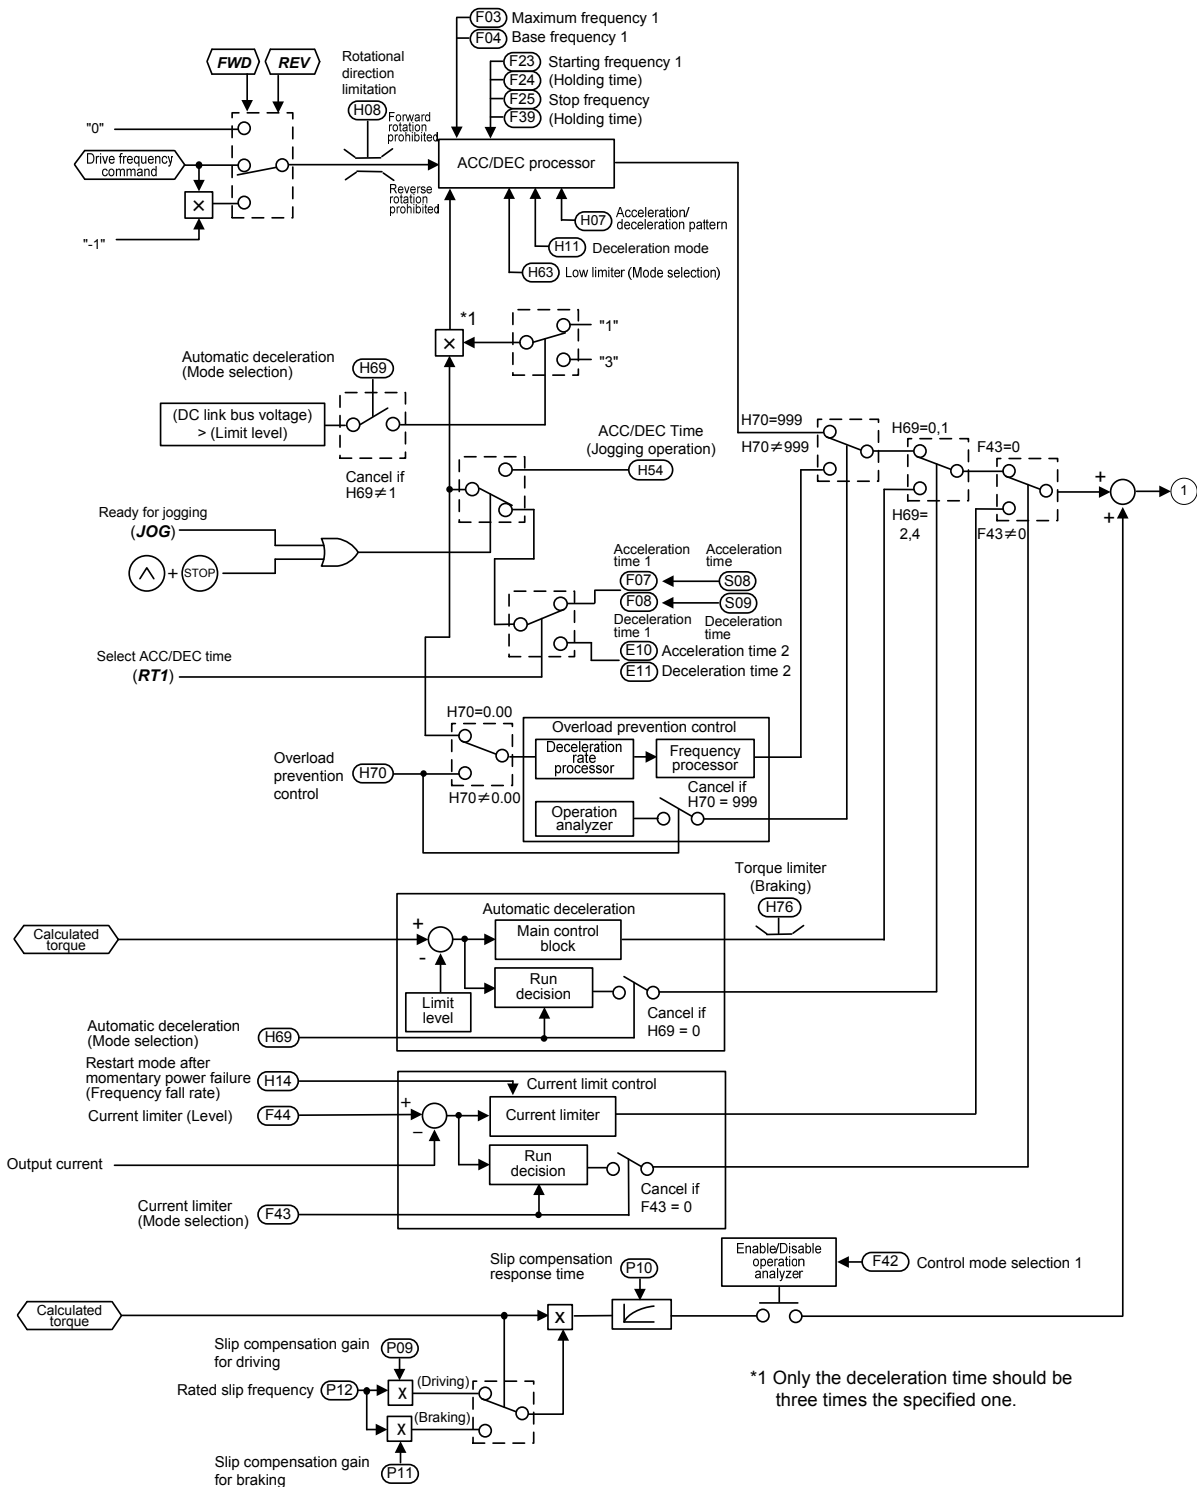 F03 Maximum frequency 1
F04 Base frequency 1
FWD REV
Rotational
direction
limitation
F23 Starting frequency 1
F24 (Holding time)
F25 Stop frequency
F39 (Holding time)
H08
Forward
rotation
prohibited
"0"
Drive frequency
command
ACC/DEC processor
Reverse
rotation
prohibited
×
"-1"
H07 Acceleration/
deceleration pattern
H11 Deceleration mode
H63 Low limiter (Mode selection)
*1
×
"1"
"3"
Automatic deceleration
(Mode selection)
H69
(DC link bus voltage)
> (Limit level)
Cancel if
H69≠1
ACC/DEC Time
(Jogging operation)
H54
H70=999
H70≠999
H69=0,1
H69=
2,4
F43=0
F43≠0
+
+
1
Ready for jogging
(JOG)
+ STOP
Acceleration
time 1
Acceleration
time
F07 S08
F08 S09
Deceleration
time 1
Deceleration
time
E10 Acceleration time 2
E11 Deceleration time 2
Select ACC/DEC time
(RT1)
H70=0.00
H70≠0.00
Overload
prevention
control
H70
Overload prevention control
Deceleration
rate
processor
Frequency
processor
Cancel if
H70 = 999
Operation
analyzer
Torque limiter
(Braking)
H76
Calculated
torque
Automatic deceleration
+
-
Main control
block
Limit
level
Run
decision
Cancel if
H69 = 0
Automatic deceleration
(Mode selection)
H69
Restart mode after
momentary power failure
(Frequency fall rate)
H14
Current limit control
Current limiter (Level)
F44
+
−
Current limiter
Output current
Run
decision
Cancel if
F43 = 0
Current limiter
(Mode selection)
F43
Slip compensation
response time
P10
Enable/Disable
operation
analyzer
F42 Control mode selection 1
Calculated
torque
X
Slip compensation gain
for driving
P09
Rated slip frequency
P12
X
(Driving)
X
(Braking)
Slip compensation gain
for braking
P11
*1 Only the deceleration time should be
three times the specified one.